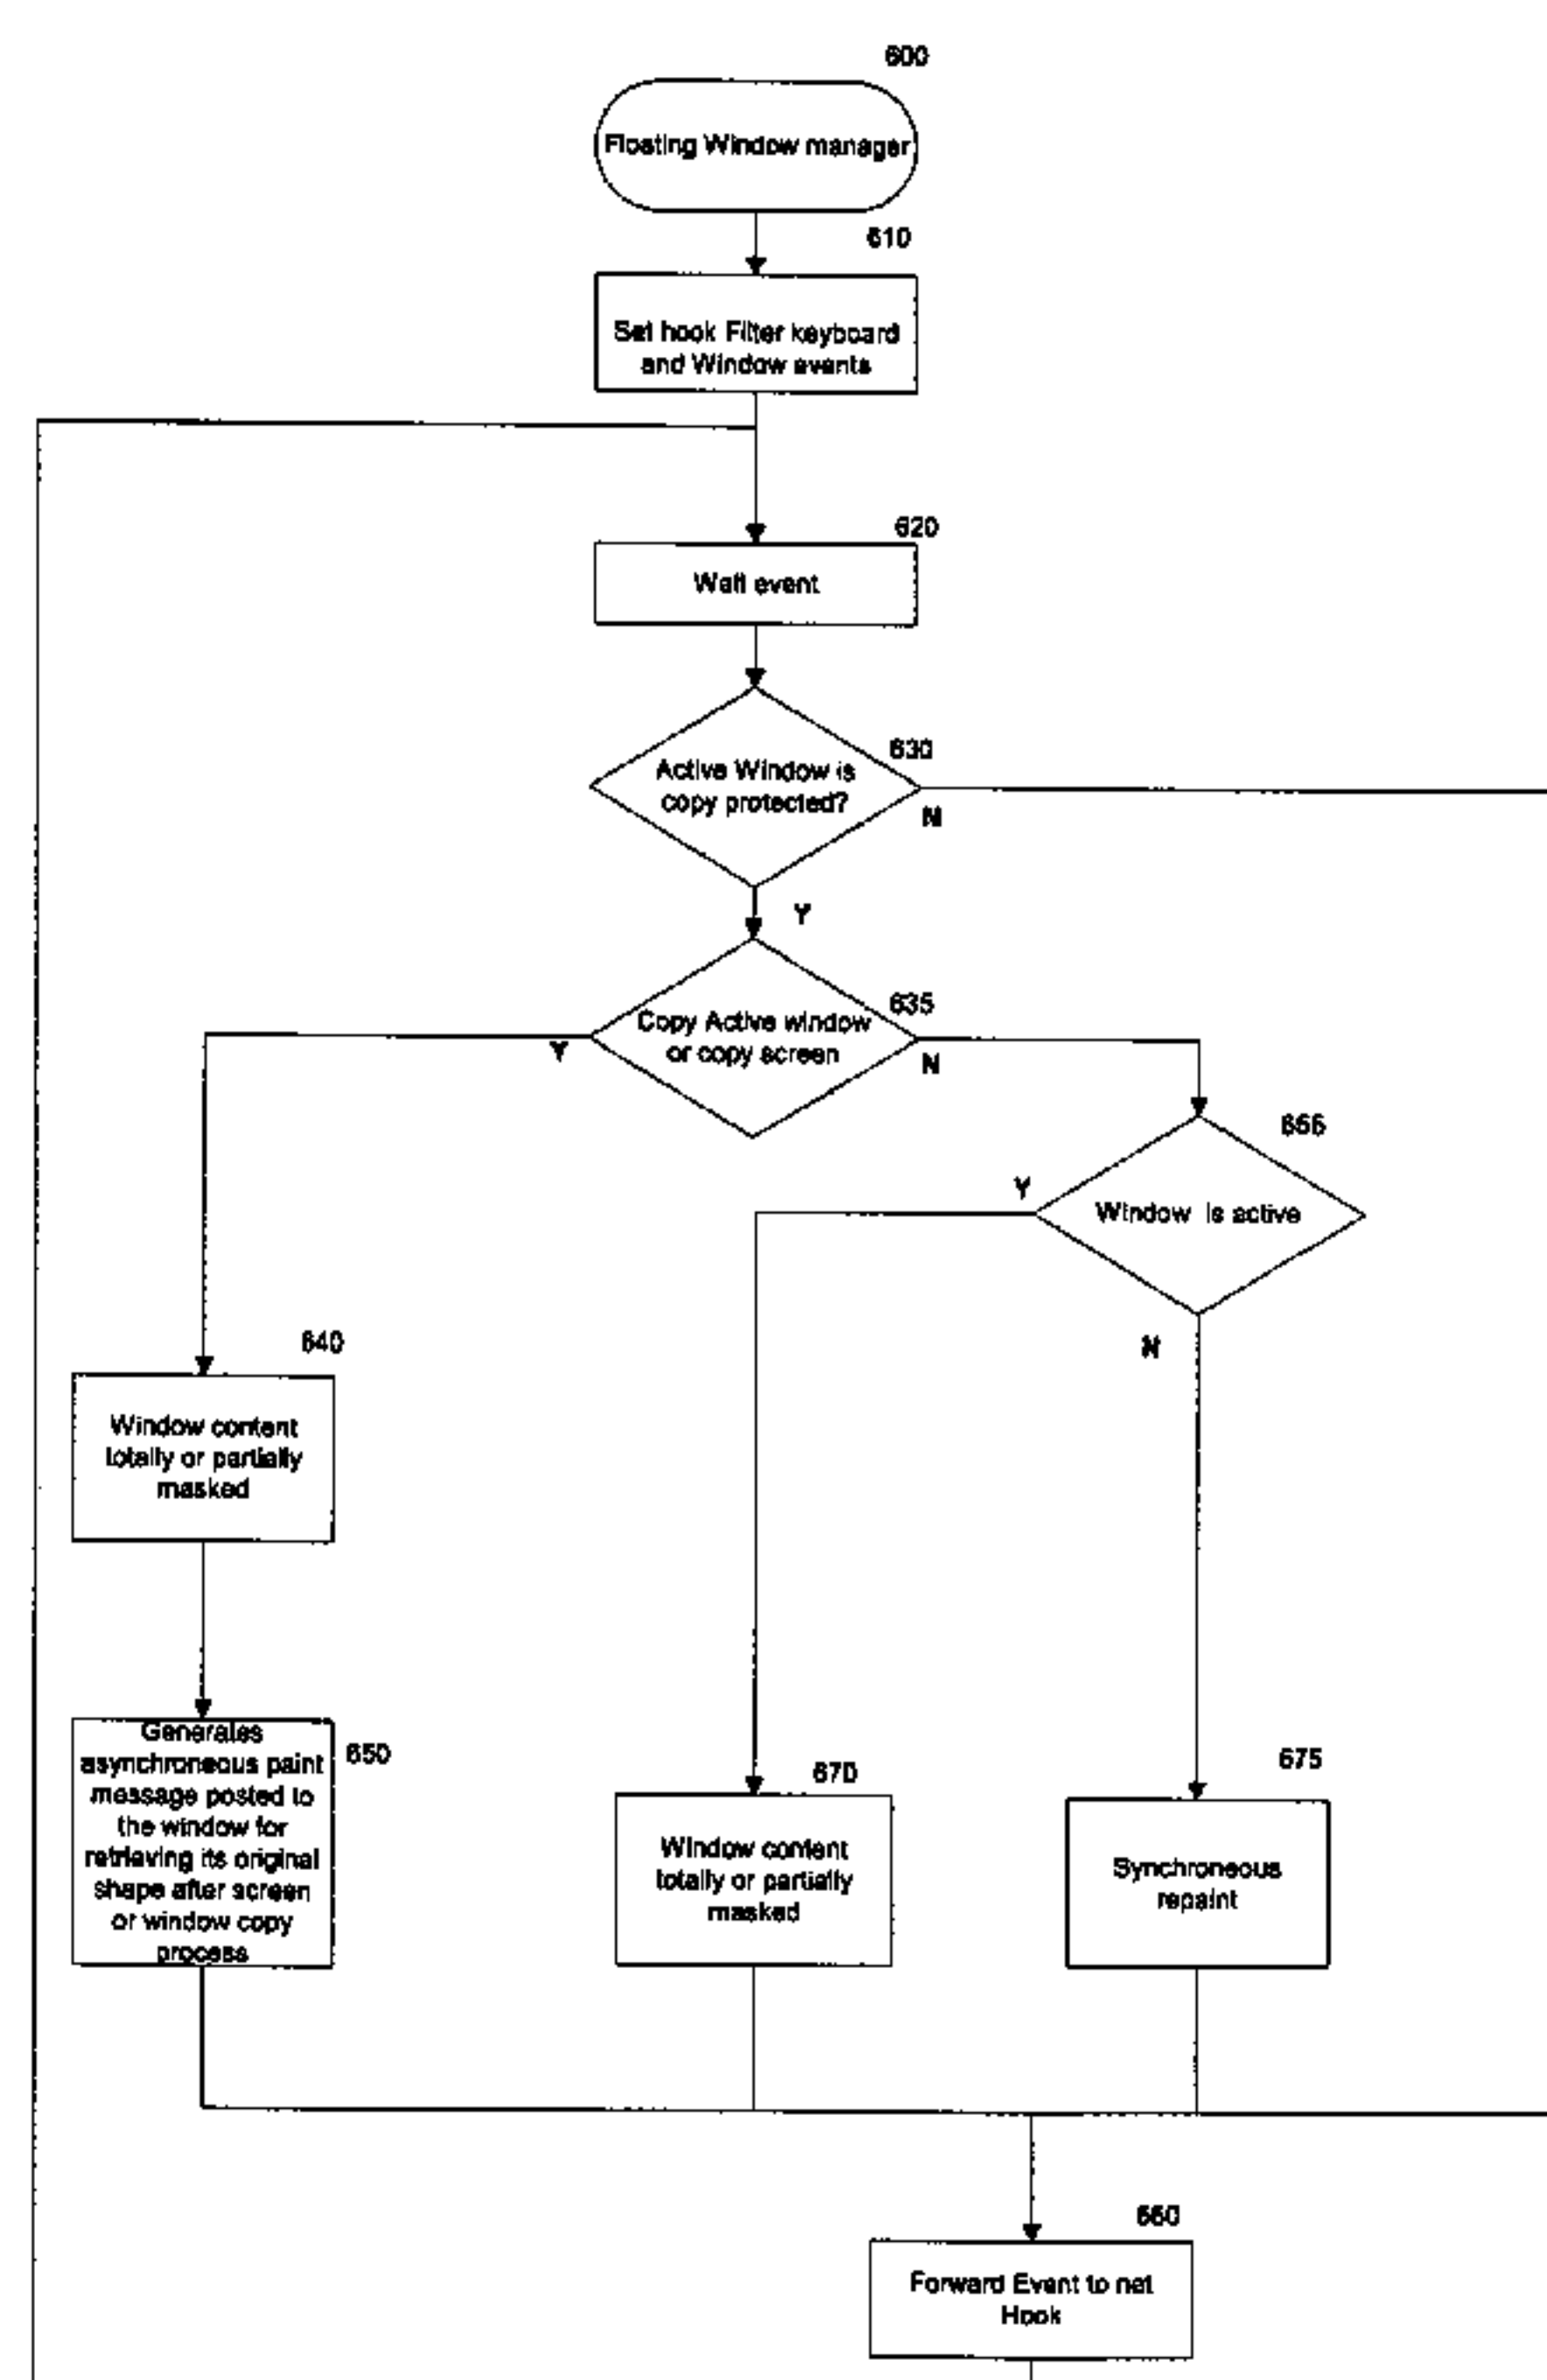 600
Floating Window manager
610
Set hook Filter keyboard
and Window events
620
Wait event
630
Active Window is
copy protected?
N
Y
635
Copy Active window
or copy screen
Y
N
655
Y
Window is active
N
640
Window content
totally or partially
masked
Generates
asynchroneous paint
message posted to
the window for
retrieving its original
shape after screen
or window copy
process
650
670
Window content
totally or partially
masked
675
Synchroneous
repaint
660
Forward Event to net
Hook